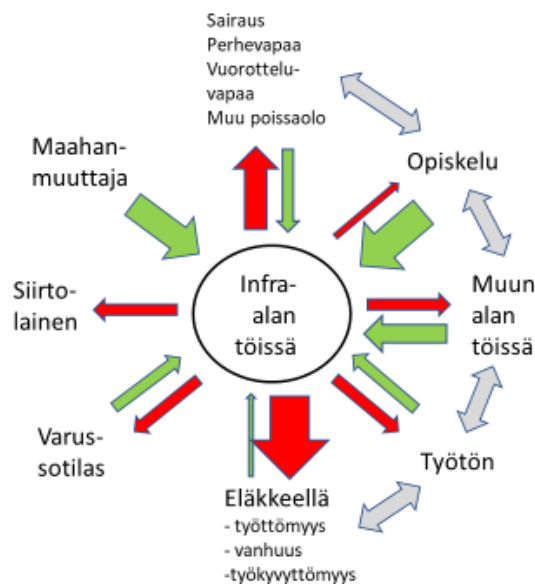 Sairaus
Perhevapaa
Vuorottelu-
vapaa
Muu poissaolo
Maahan-
muuttaja
Opiskelu
Siirto-
lainen
Infra-
alan
töissä
Muun
alan
töissä
Varus-
sotilas
Työtön
Eläkkeellä
- työttömyys
- vanhuus
-työkyvyttömyys